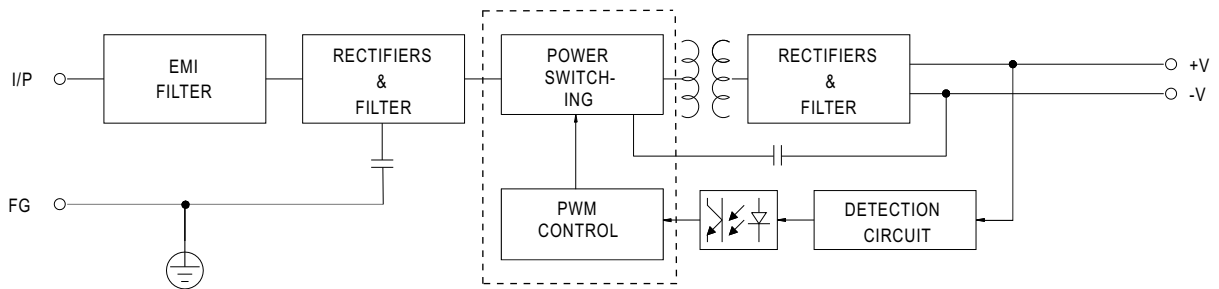 I/P
EMI
FILTER
RECTIFIERS
&
FILTER
POWER
SWITCH-
ING
RECTIFIERS
&
FILTER
+V
-V
FG
PWM
CONTROL
DETECTION
CIRCUIT